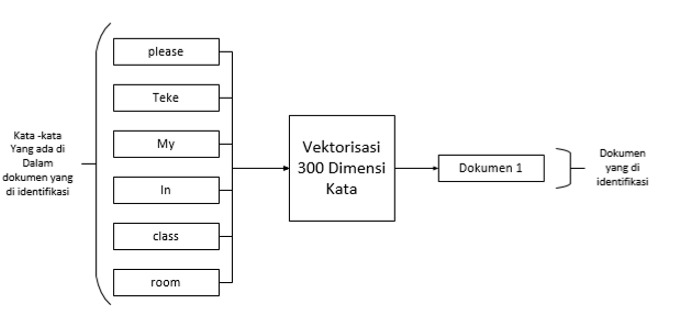 Kata -kata
Yang ada di
Dalam
dokumen yang
di identifikasi
please
Teke
My
In
class
room
Vektorisasi
300 Dimensi
Kata
Dokumen 1
Dokumen
yang di
identifikasi